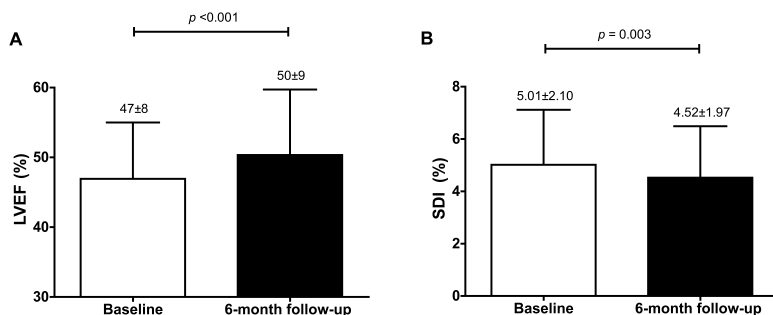 A
p <0.001
LVEF (%)
60
50
40
30
47±8
50±9
Baseline
6-month follow-up
B
p = 0.003
SDI (%)
8
6
4
2
0
5.01±2.10
4.52±1.97
Baseline
6-month follow-up